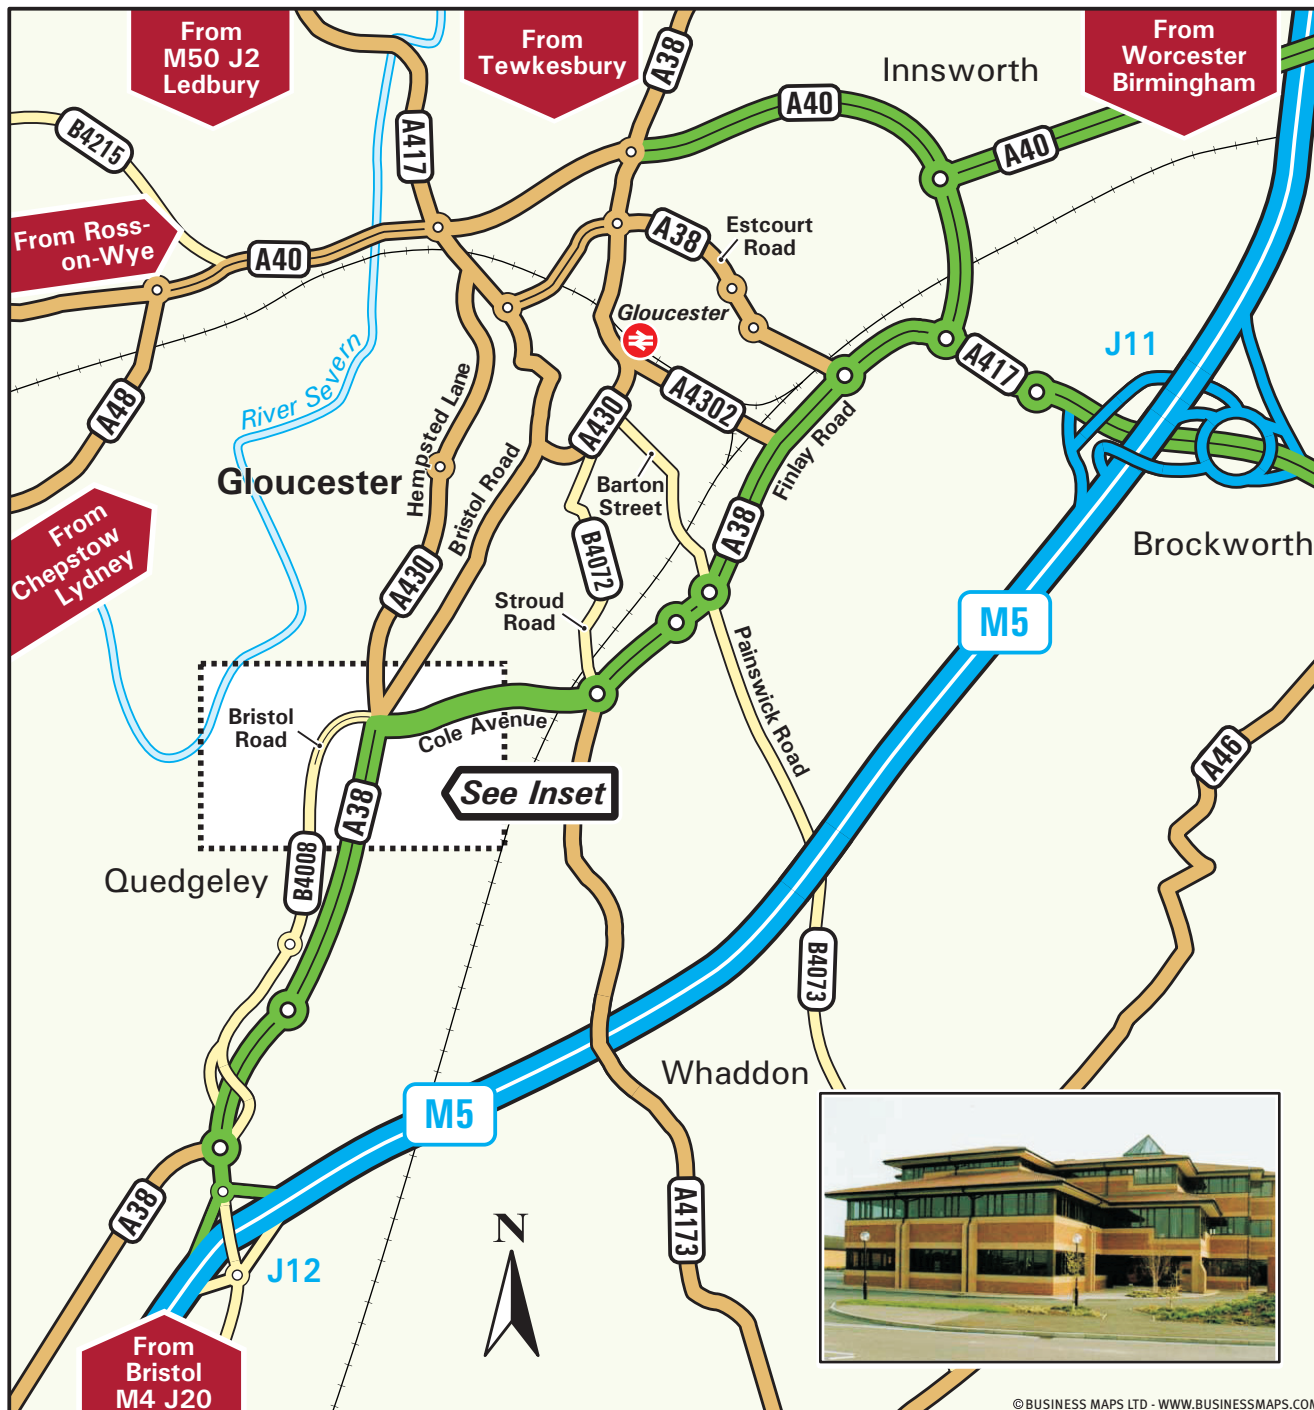 From
M50 J2
Ledbury
From
Tewkesbury
A38
From
Worcester
Birmingham
Innsworth
A40
B4215
A417
A40
From Ross-
on-Wye
A40
A38
Estcourt
Road
Gloucester
J11
A417
A48
River Severn
Hempsted Lane
A4302
A430
Finlay Road
Gloucester
Bristol Road
Barton
Street
A38
From
Chepstow
Lydney
Brockworth
B4072
A430
Stroud
Road
M5
Painswick Road
Bristol
Road
Cole Avenue
A46
See Inset
A38
B4008
Quedgeley
B4073
Whaddon
M5
A38
A4173
N
J12
From
Bristol
M4 J20
© BUSINESS MAPS LTD - WWW.BUSINESSMAPS.COM